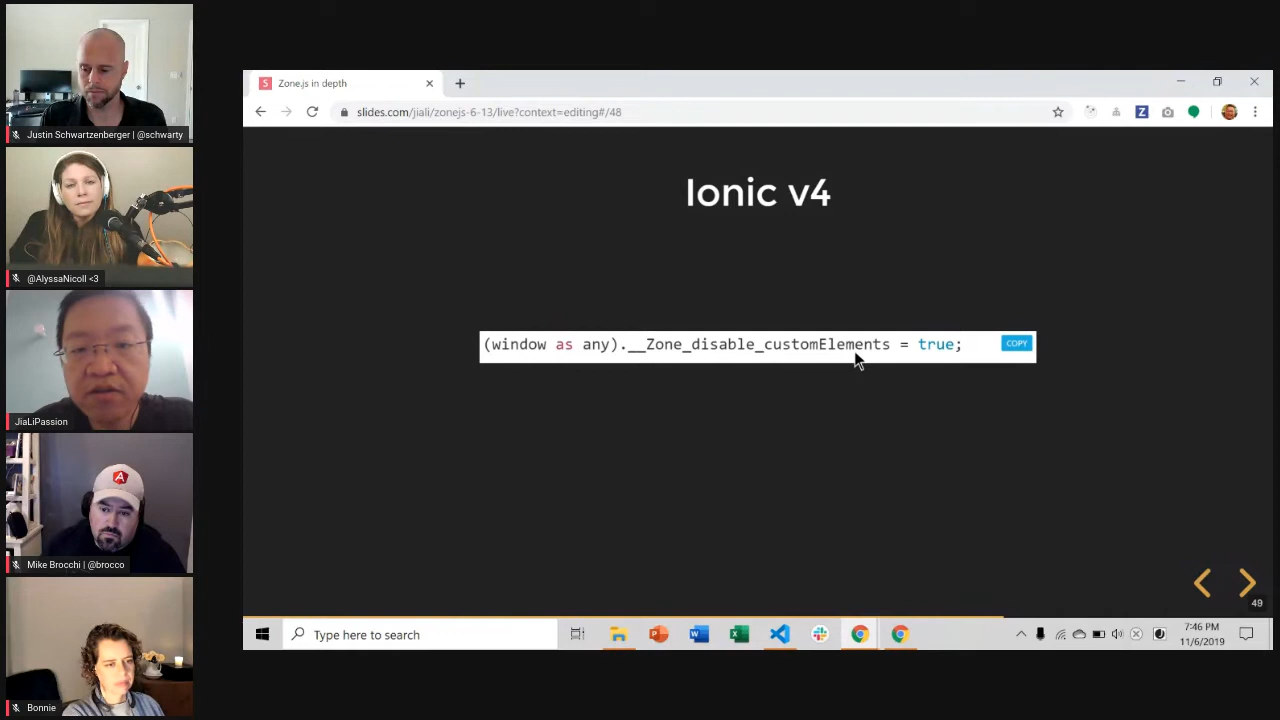 Justin Schwartzenberger | @schwarty
@AlyssaNicoll <3
JiaLiPassion
Mike Brocchi | @brocco
Bonnie
S Zone.js in depth
slides.com/jiali/zonejs-6-13/live?context=editing#/48
Z
Ionic v4
(window as any).__Zone_disable_customElements = true;
COPY
49
Type here to search
7:46 PM
11/6/2019